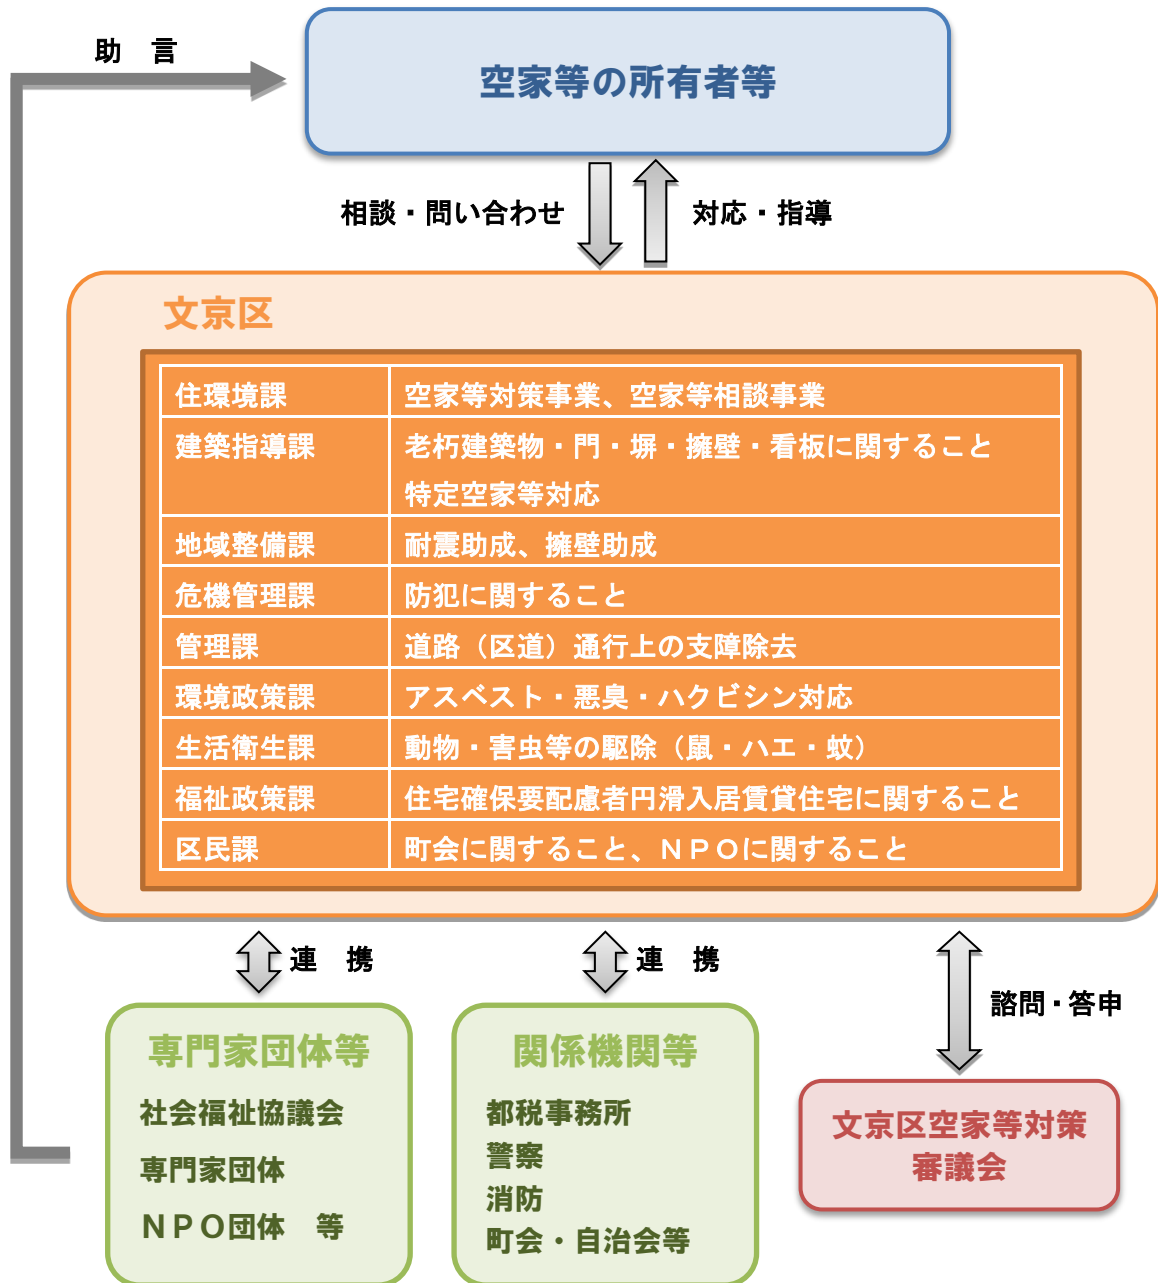 助　言
空家等の所有者等
相談・問い合わせ
対応・指導
文京区
住環境課 空家等対策事業、空家等相談事業
建築指導課 老朽建築物・門・塀・擁壁・看板に関すること
特定空家等対応
地域整備課 耐震助成、擁壁助成
危機管理課 防犯に関すること
管理課 道路（区道）通行上の支障除去
環境政策課 アスベスト・悪臭・ハクビシン対応
生活衛生課 動物・害虫等の駆除（鼠・ハエ・蚊）
福祉政策課 住宅確保要配慮者円滑入居賃貸住宅に関すること
区民課 町会に関すること、ＮＰＯに関すること
連　携
連　携
諮問・答申
専門家団体等
社会福祉協議会
専門家団体
ＮＰＯ団体　等
関係機関等
都税事務所
警察
消防
町会・自治会等
文京区空家等対策
審議会